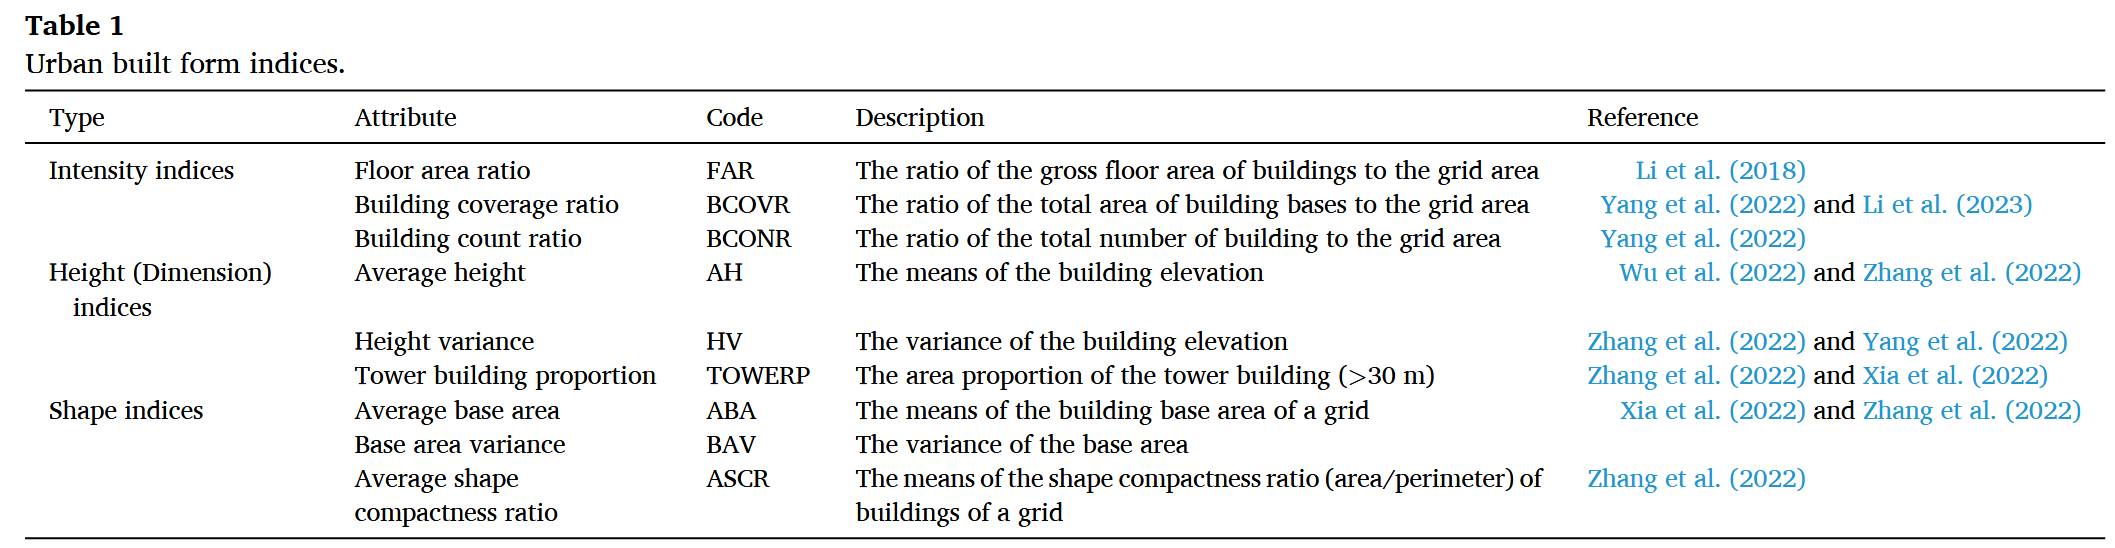 Table 1
Urban built form indices.
Type Attribute Code Description Reference
Intensity indices Floor area ratio FAR The ratio of the gross floor area of buildings to the grid area Li et al. (2018)
Building coverage ratio BCOVR The ratio of the total area of building bases to the grid area Yang et al. (2022) and Li et al. (2023)
Building count ratio BCONR The ratio of the total number of building to the grid area Yang et al. (2022)
Height (Dimension) Average height AH The means of the building elevation Wu et al. (2022) and Zhang et al. (2022)
indices
Height variance HV The variance of the building elevation Zhang et al. (2022) and Yang et al. (2022)
Tower building proportion TOWERP The area proportion of the tower building (>30 m) Zhang et al. (2022) and Xia et al. (2022)
Shape indices Average base area ABA The means of the building base area of a grid Xia et al. (2022) and Zhang et al. (2022)
Base area variance BAV The variance of the base area
Average shape ASCR The means of the shape compactness ratio (area/perimeter) of Zhang et al. (2022)
compactness ratio buildings of a grid